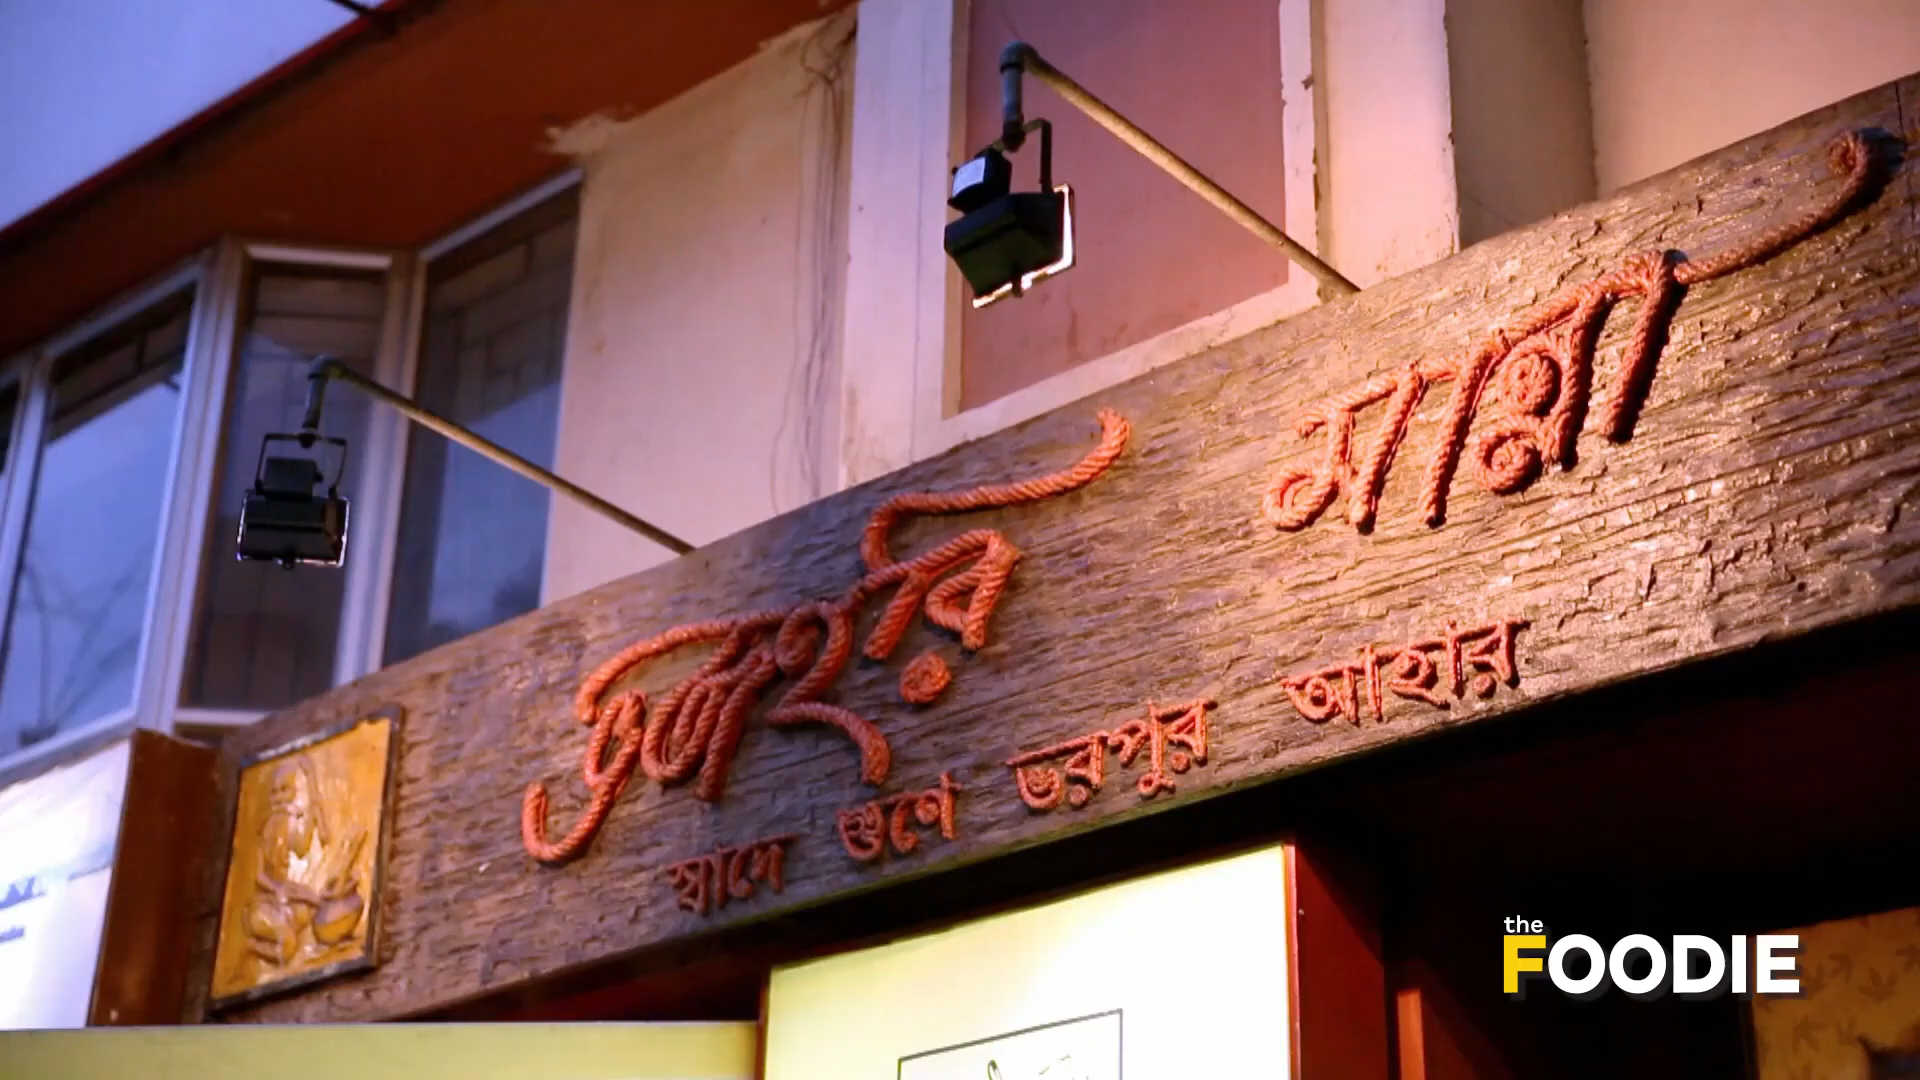 ভজহরি মান্না
স্বাদে গুণে ভরপুর আহার
the
FOODIE